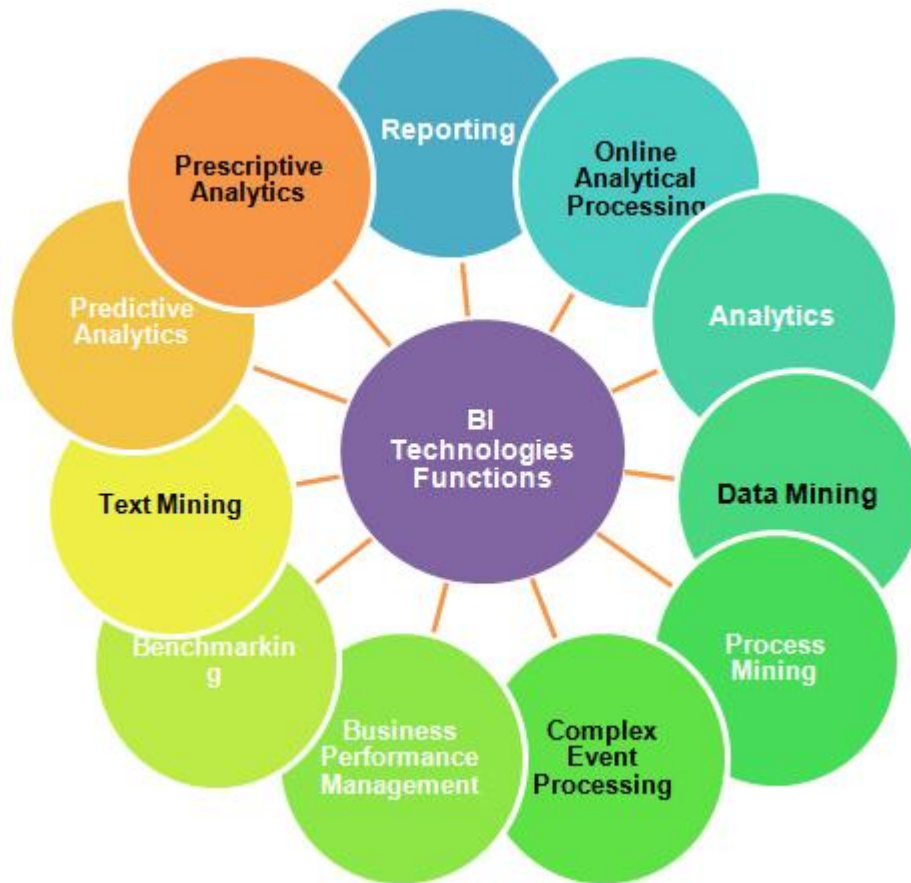 Reporting
Online
Analytical
Processing
Analytics
Data Mining
Process
Mining
Complex
Event
Processing
Business
Performance
Management
Benchmarkin
g
Text Mining
Predictive
Analytics
Prescriptive
Analytics
BI
Technologies
Functions